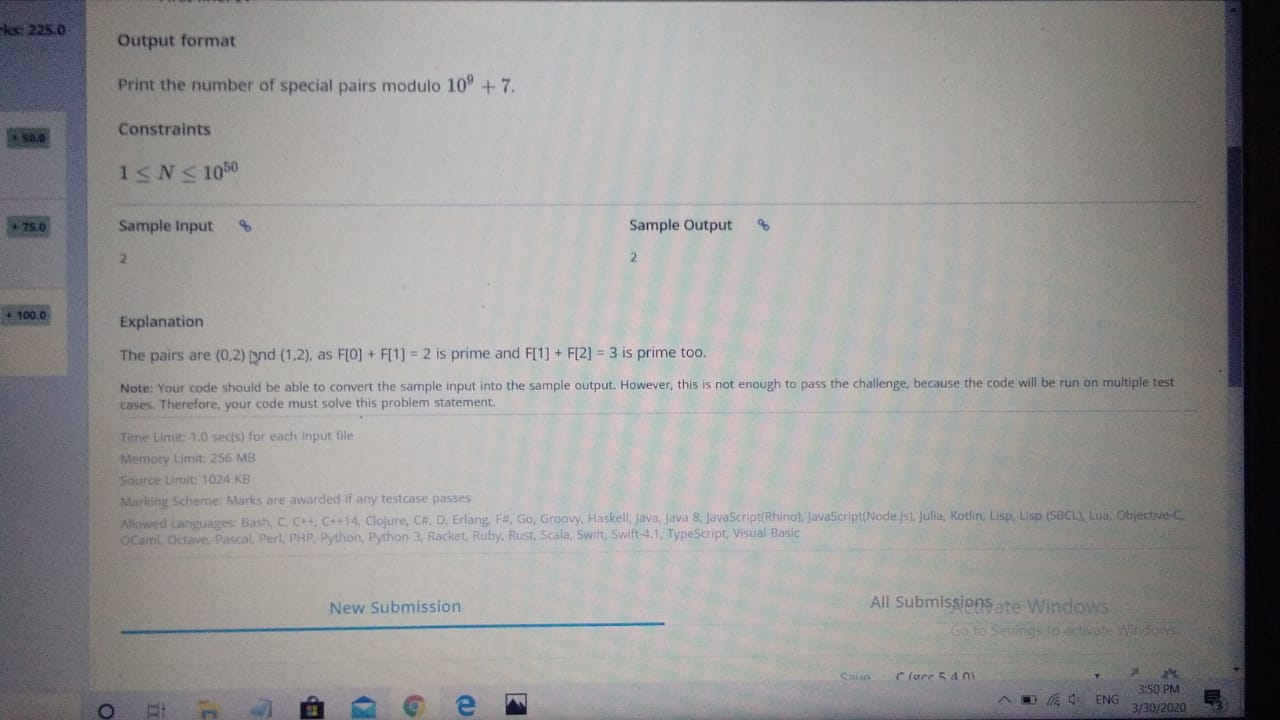 rks: 225.0
Output format
Print the number of special pairs modulo 10⁹ + 7.
Constraints
1 ≤ N ≤ 10⁵⁰
+ 50.0
Sample Input
Sample Output
+ 75.0
2
2
+ 100.0
Explanation
The pairs are (0,2) and (1,2), as F[0] + F[1] = 2 is prime and F[1] + F[2] = 3 is prime too.
Note: Your code should be able to convert the sample input into the sample output. However, this is not enough to pass the challenge, because the code will be run on multiple test
cases. Therefore, your code must solve this problem statement.
Time Limit: 1.0 sec(s) for each input file
Memory Limit: 256 MB
Source Limit: 1024 KB
Marking Scheme: Marks are awarded if any testcase passes
Allowed Languages: Bash, C, C++, C++14, Clojure, C#, D, Erlang, F#, Go, Groovy, Haskell, Java, Java 8, JavaScript(Rhino), JavaScript(Node.js), Julia, Kotlin, Lisp, Lisp (SBCL), Lua, Objective-C,
OCaml, Octave, Pascal, Perl, PHP, Python, Python 3, Racket, Ruby, Rust, Scala, Swift, Swift-4.1, TypeScript, Visual Basic
New Submission
All Submissions
Activate Windows
Go to Settings to activate Windows.
ENG
3:50 PM
3/30/2020
3